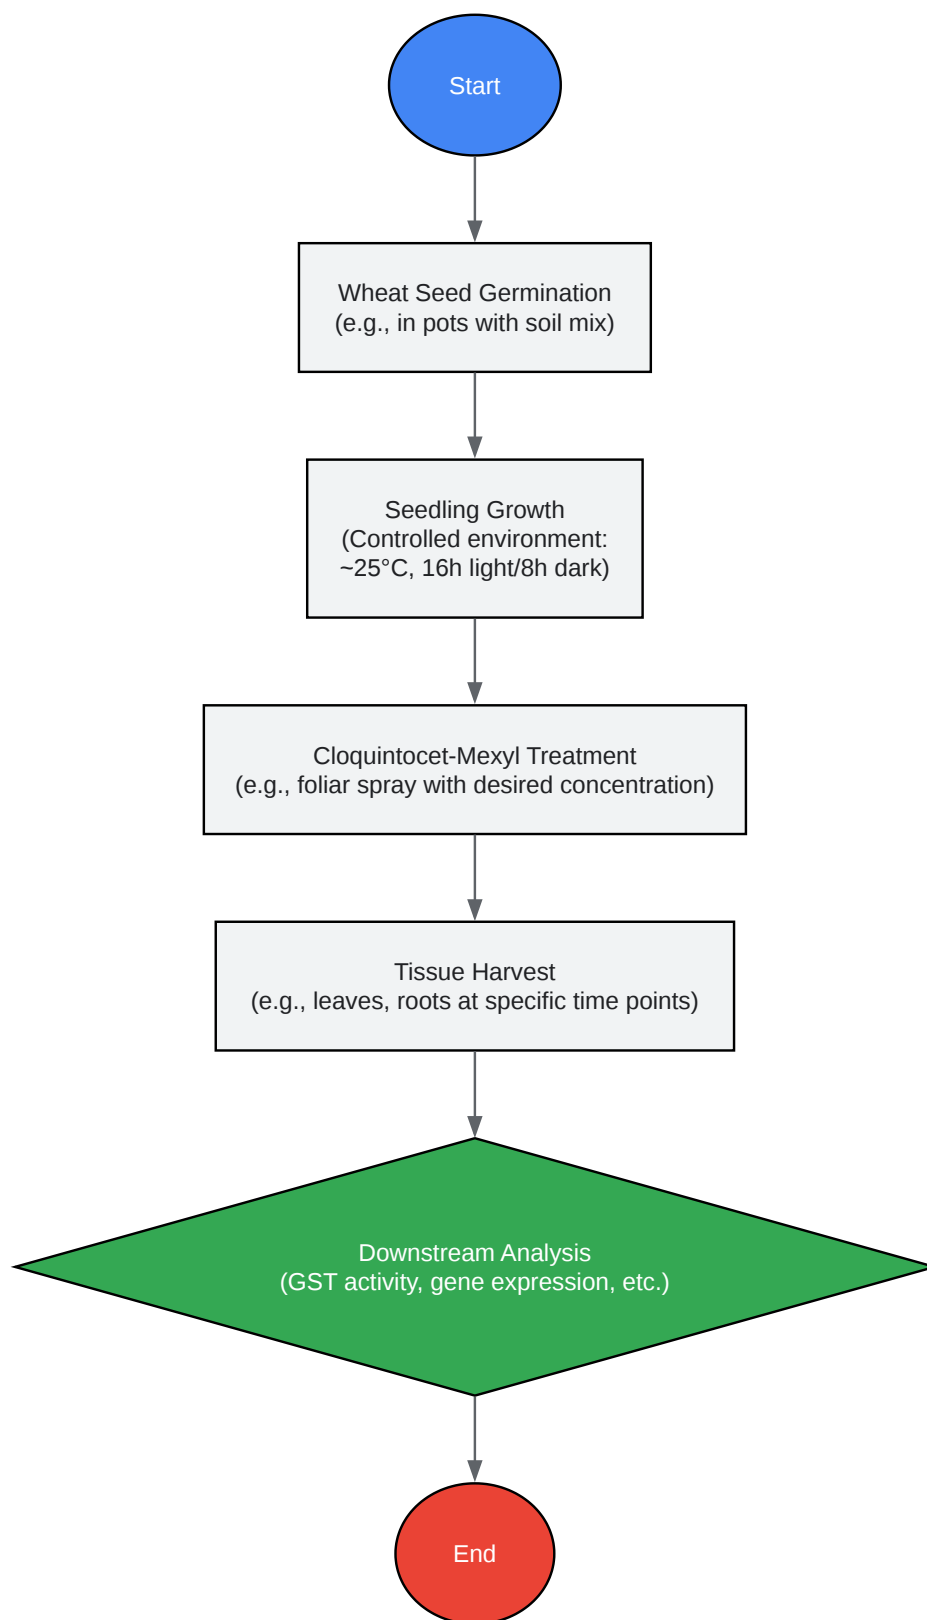 Start
Wheat Seed Germination
(e.g., in pots with soil mix)
Seedling Growth
(Controlled environment:
~25°C, 16h light/8h dark)
Cloquintocet-Mexyl Treatment
(e.g., foliar spray with desired concentration)
Tissue Harvest
(e.g., leaves, roots at specific time points)
Downstream Analysis
(GST activity, gene expression, etc.)
End